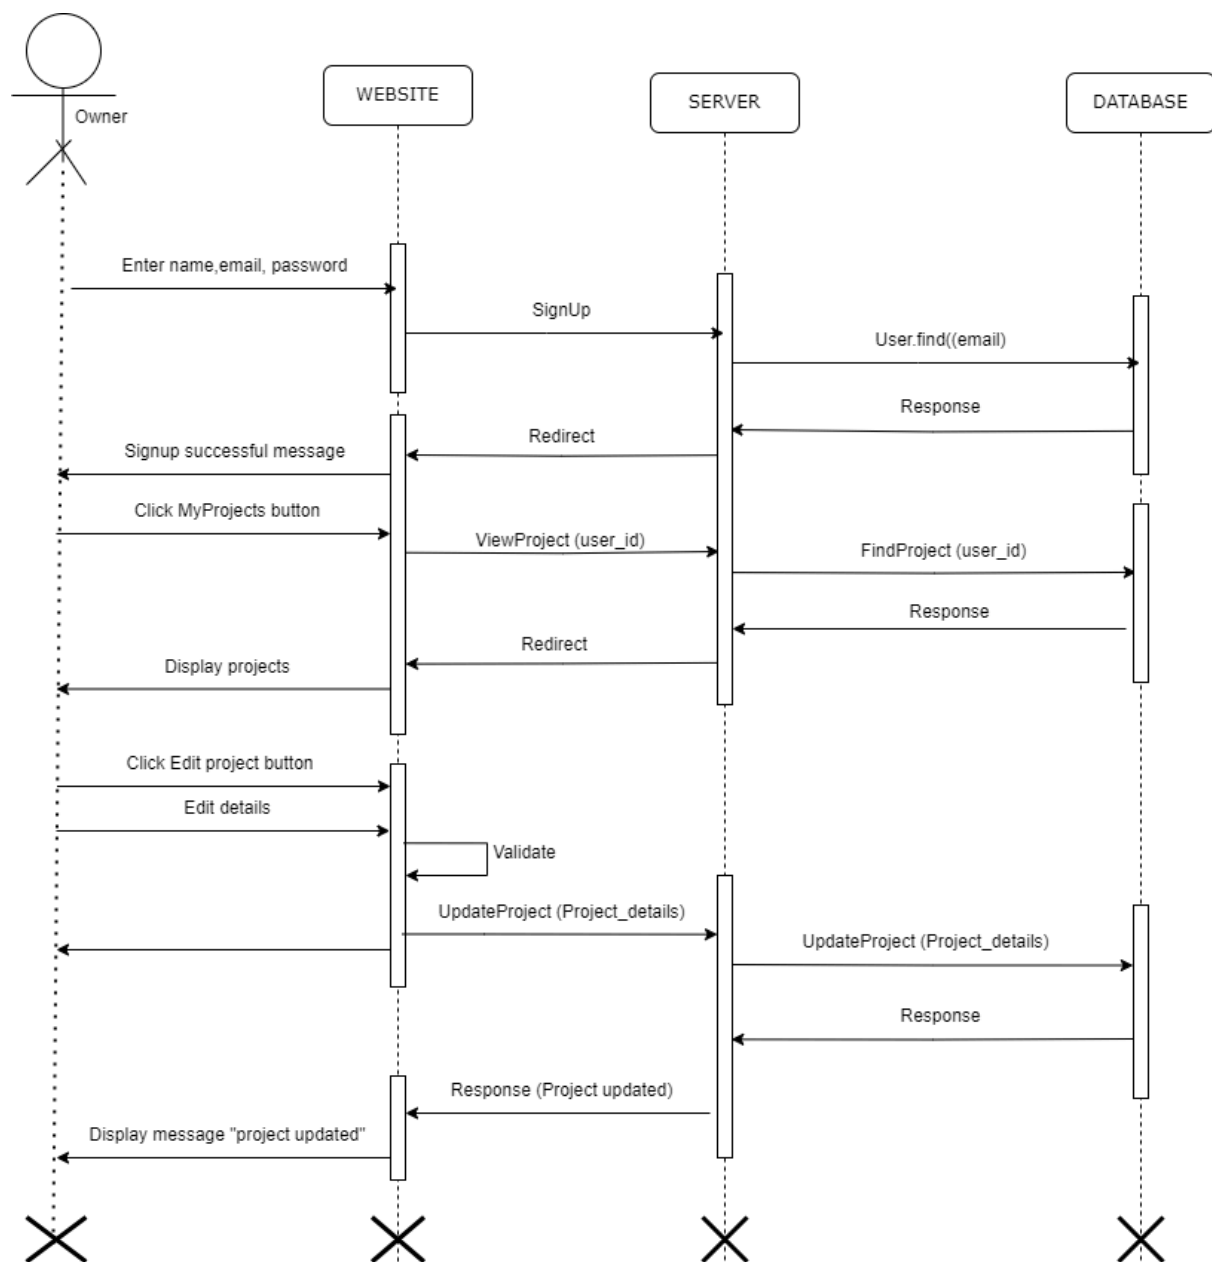 Owner
WEBSITE
SERVER
DATABASE
Enter name,email, password
SignUp
User.find((email)
Response
Redirect
Signup successful message
Click MyProjects button
ViewProject (user_id)
FindProject (user_id)
Response
Redirect
Display projects
Click Edit project button
Edit details
Validate
UpdateProject (Project_details)
UpdateProject (Project_details)
Response
Response (Project updated)
Display message "project updated"